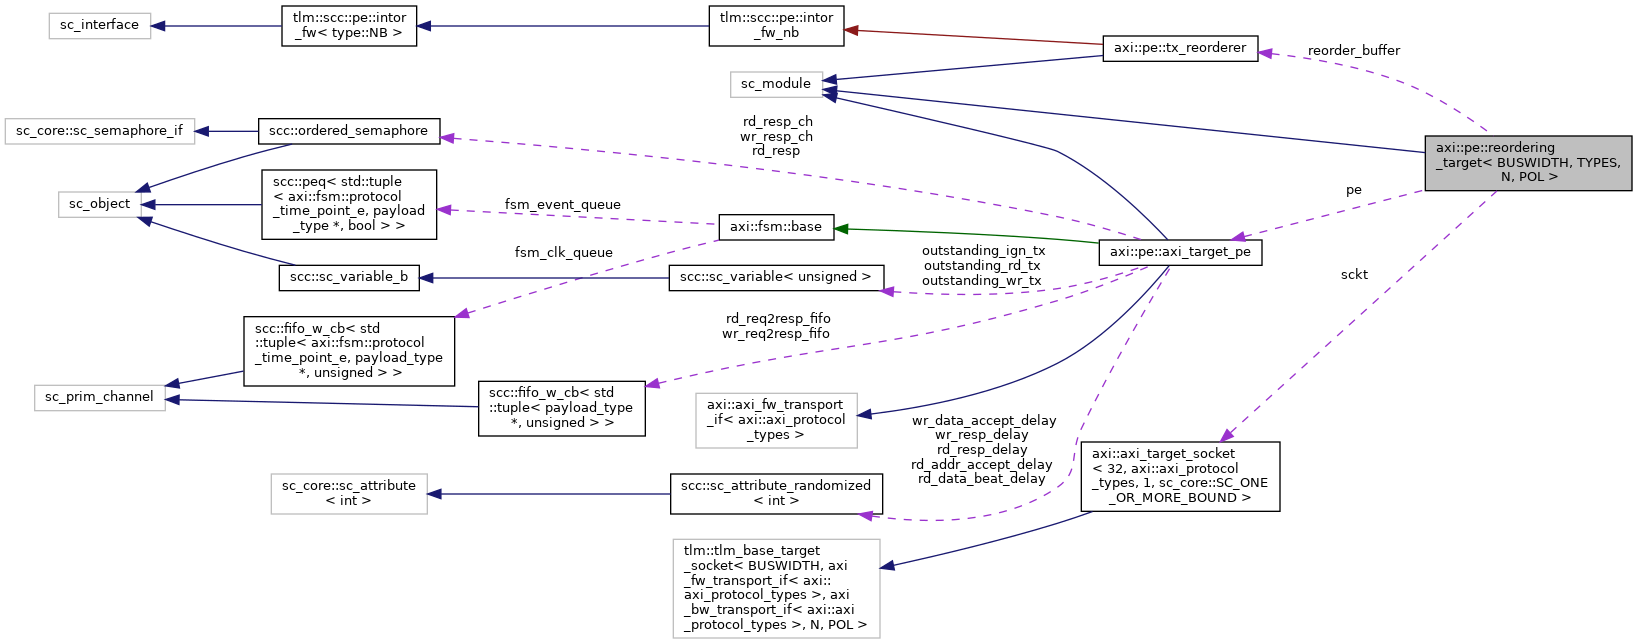 sc_interface
tlm::scc::pe::intor
_fw< type::NB >
tlm::scc::pe::intor
_fw_nb
axi::pe::tx_reorderer
reorder_buffer
sc_module
sc_core::sc_semaphore_if
scc::ordered_semaphore
rd_resp_ch
wr_resp_ch
rd_resp
axi::pe::reordering
_target< BUSWIDTH, TYPES,
N, POL >
sc_object
scc::peq< std::tuple
< axi::fsm::protocol
_time_point_e, payload
_type *, bool > >
fsm_event_queue
axi::fsm::base
pe
axi::pe::axi_target_pe
fsm_clk_queue
scc::sc_variable_b
scc::sc_variable< unsigned >
outstanding_ign_tx
outstanding_rd_tx
outstanding_wr_tx
sckt
scc::fifo_w_cb< std
::tuple< axi::fsm::protocol
_time_point_e, payload_type
*, unsigned > >
rd_req2resp_fifo
wr_req2resp_fifo
sc_prim_channel
scc::fifo_w_cb< std
::tuple< payload_type
*, unsigned > >
axi::axi_fw_transport
_if< axi::axi_protocol
_types >
wr_data_accept_delay
wr_resp_delay
rd_resp_delay
rd_addr_accept_delay
rd_data_beat_delay
axi::axi_target_socket
< 32, axi::axi_protocol
_types, 1, sc_core::SC_ONE
_OR_MORE_BOUND >
sc_core::sc_attribute
< int >
scc::sc_attribute_randomized
< int >
tlm::tlm_base_target
_socket< BUSWIDTH, axi
_fw_transport_if< axi::
axi_protocol_types >, axi
_bw_transport_if< axi::axi
_protocol_types >, N, POL >